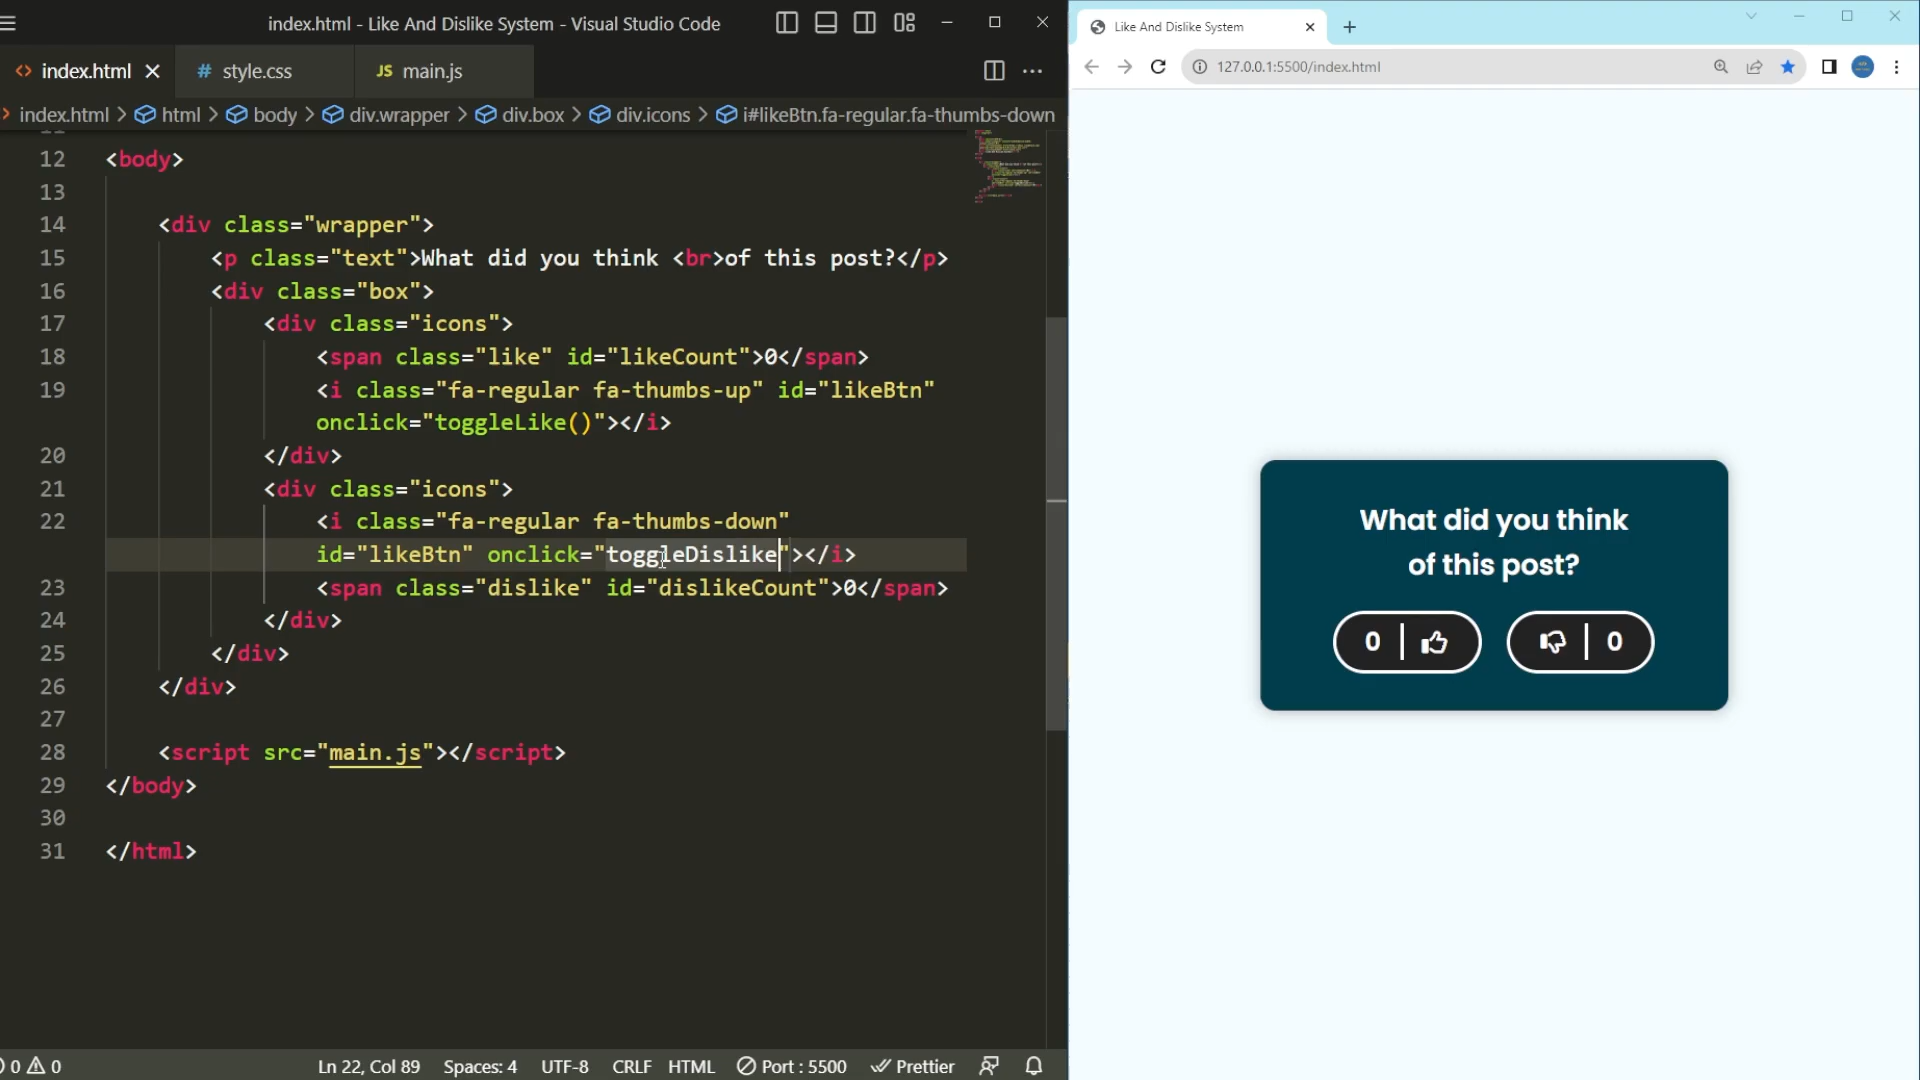 index.html - Like And Dislike System - Visual Studio Code
index.html
# style.css
JS main.js
index.html > html > body > div.wrapper > div.box > div.icons > i#likeBtn.fa-regular.fa-thumbs-down
12 <body>
13
14 <div class="wrapper">
15 <p class="text">What did you think <br>of this post?</p>
16 <div class="box">
17 <div class="icons">
18 <span class="like" id="likeCount">0</span>
19 <i class="fa-regular fa-thumbs-up" id="likeBtn"
onclick="toggleLike()"></i>
20 </div>
21 <div class="icons">
22 <i class="fa-regular fa-thumbs-down"
id="likeBtn" onclick="toggleDislike"></i>
23 <span class="dislike" id="dislikeCount">0</span>
24 </div>
25 </div>
26 </div>
27
28 <script src="main.js"></script>
29 </body>
30
31 </html>
0 0
Ln 22, Col 89
Spaces: 4
UTF-8
CRLF
HTML
Port : 5500
Prettier
Like And Dislike System
127.0.0.1:5500/index.html
What did you think
of this post?
0
0